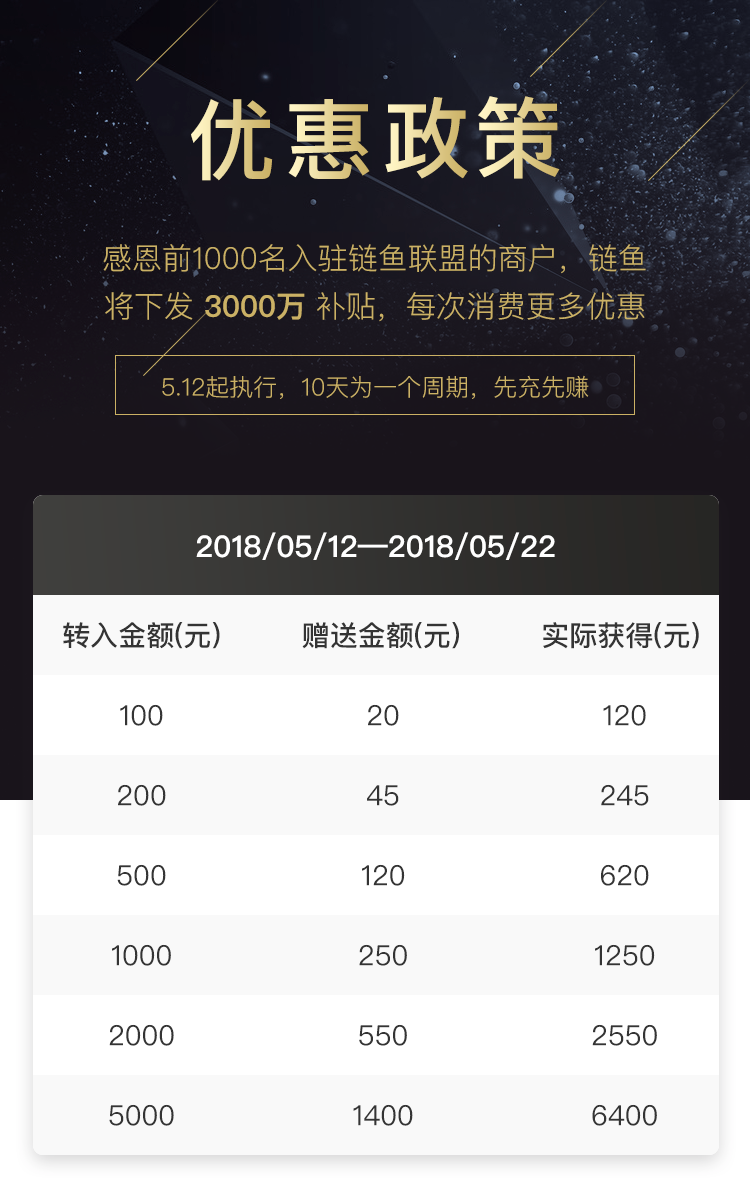 优惠政策
感恩前1000名入驻链鱼联盟的商户，链鱼
将下发 3000万 补贴，每次消费更多优惠
5.12起执行，10天为一个周期，先充先赚
2018/05/12—2018/05/22
转入金额(元) 赠送金额(元) 实际获得(元)
100 20 120
200 45 245
500 120 620
1000 250 1250
2000 550 2550
5000 1400 6400